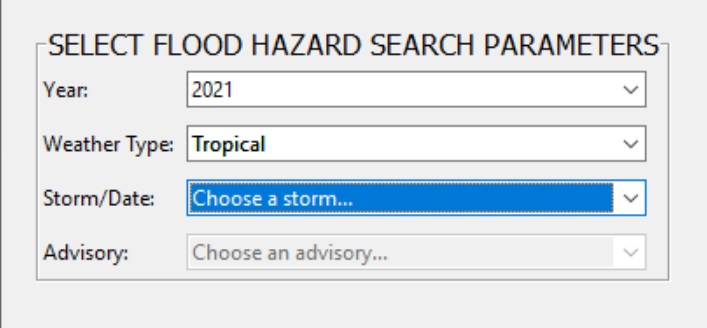 SELECT FLOOD HAZARD SEARCH PARAMETERS
Year: 2021
Weather Type: Tropical
Storm/Date: Choose a storm...
Advisory: Choose an advisory...